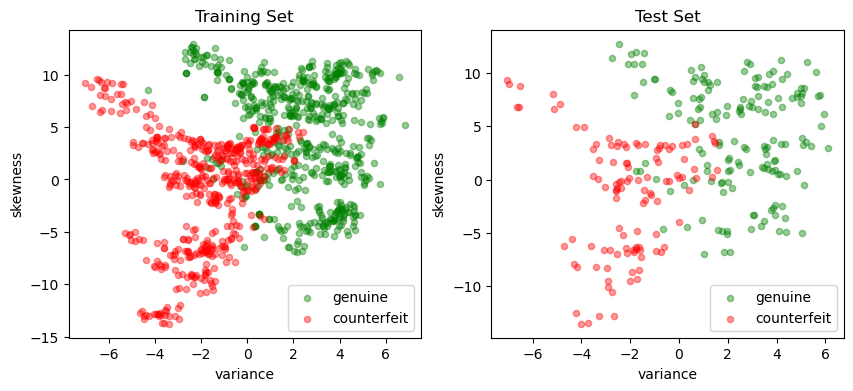 Training Set
skewness
10
5
0
−5
−10
−15
−6
−4
−2
0
2
4
6
variance
genuine
counterfeit
Test Set
skewness
10
5
0
−5
−10
−6
−4
−2
0
2
4
6
variance
genuine
counterfeit